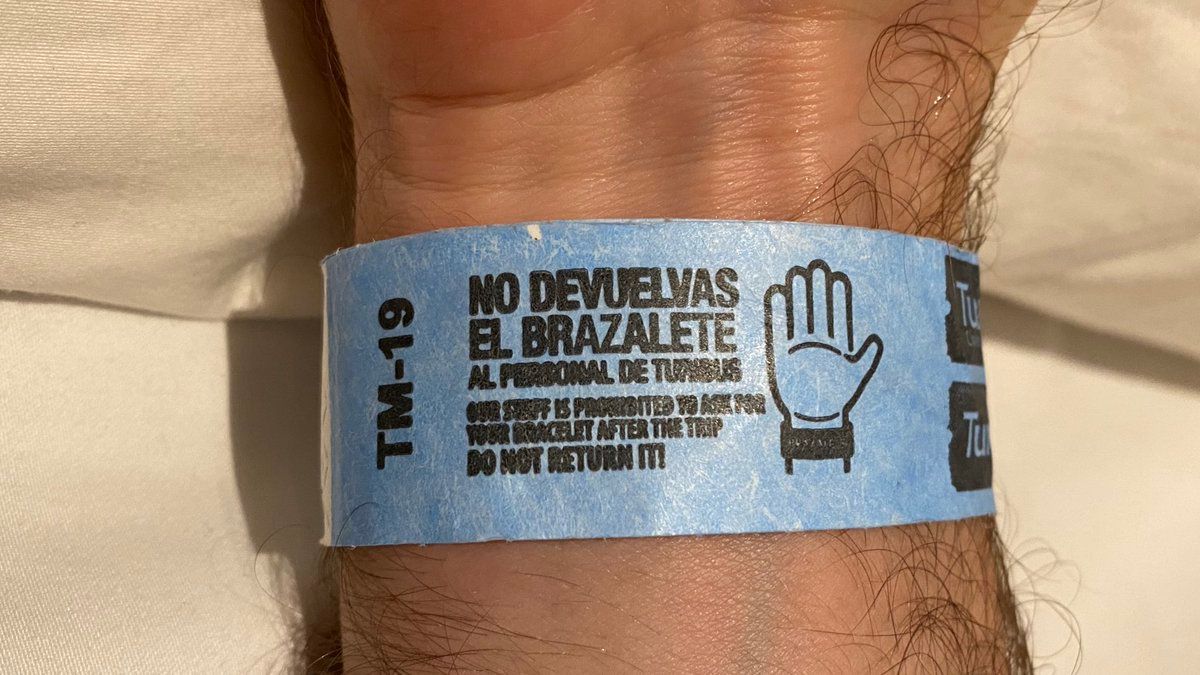 TM-19
NO DEVUELVAS
EL BRAZALETE
AL PERSONAL DE TURIBUS
OUR STAFF IS PROHIBITED TO ASK FOR
YOUR BRACELET AFTER THE TRIP
DO NOT RETURN IT!